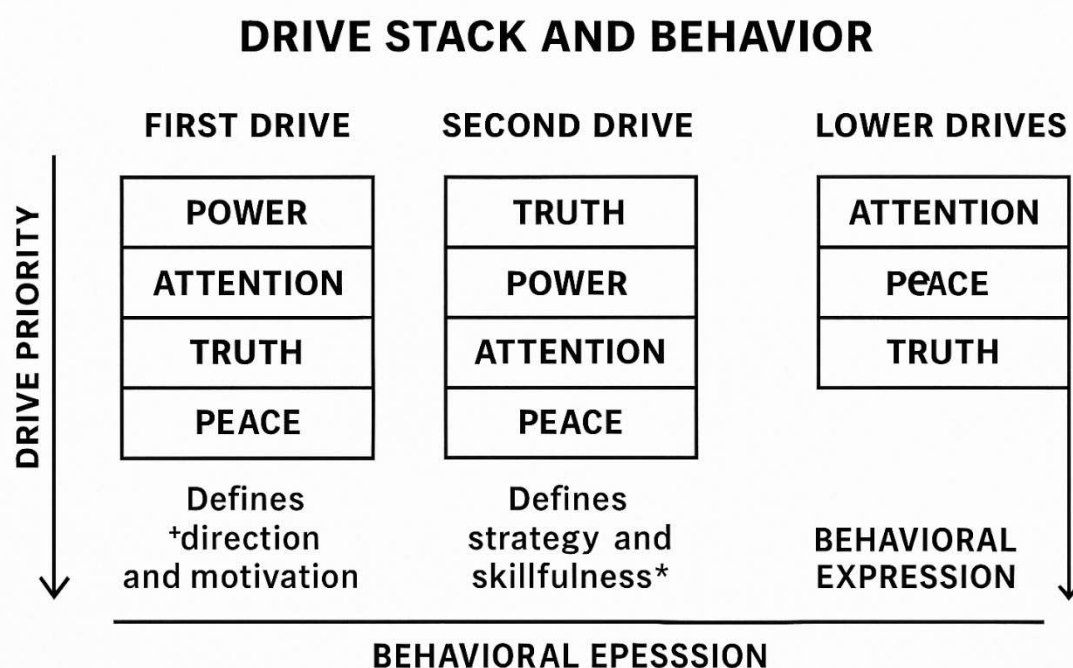 DRIVE STACK AND BEHAVIOR
DRIVE PRIORITY
FIRST DRIVE
POWER
ATTENTION
TRUTH
PEACE
Defines
+direction
and motivation
SECOND DRIVE
TRUTH
POWER
ATTENTION
PEACE
Defines
strategy and
skillfulness*
LOWER DRIVES
ATTENTION
PeACE
TRUTH
BEHAVIORAL
EXPRESSION
BEHAVIORAL EPESSSION